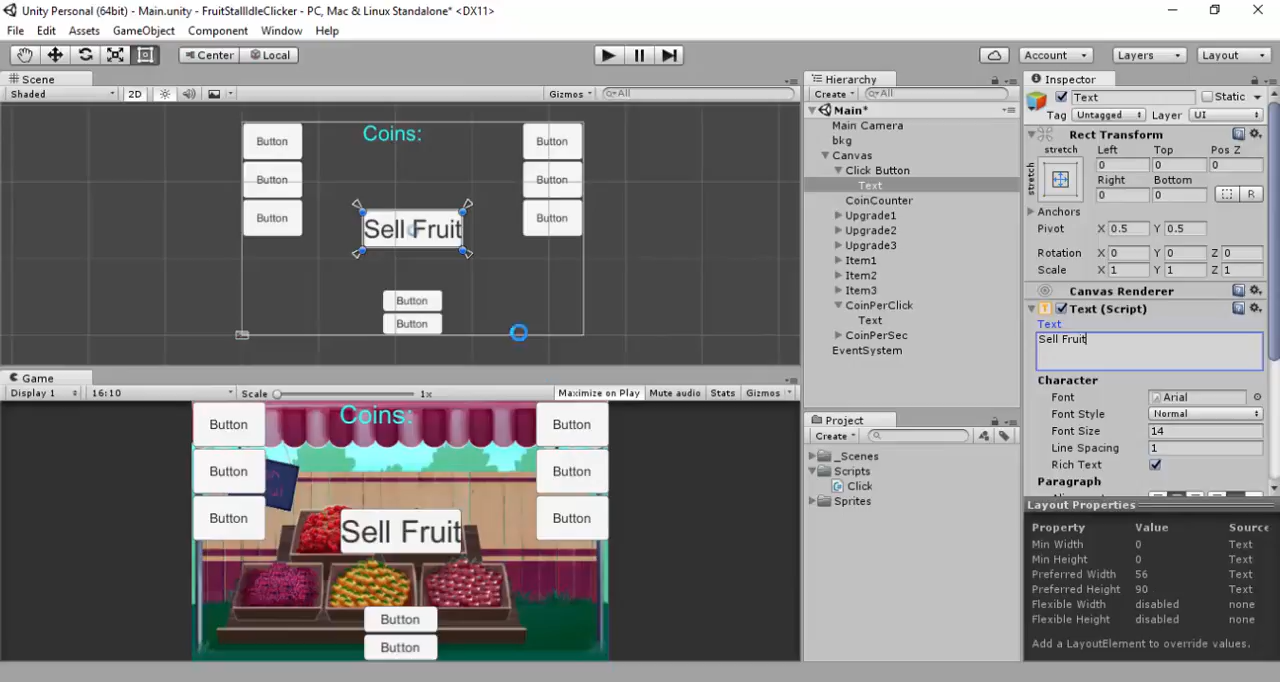 Unity Personal (64bit) - Main.unity - FruitStallIdleClicker - PC, Mac & Linux Standalone* <DX11>
File Edit Assets GameObject Component Window Help
Center Local
Account Layers Layout
Scene
Shaded 2D Gizmos All
Button Coins: Button
Button Button
Button Button
Sell Fruit
Button
Button
Game
Display 1 16:10 Scale 1x Maximize on Play Mute audio Stats Gizmos
Button Coins: Button
Button Button
Button Button
Sell Fruit
Button
Button
Hierarchy
Create All
Main*
Main Camera
bkg
Canvas
Click Button
Text
CoinCounter
Upgrade1
Upgrade2
Upgrade3
Item1
Item2
Item3
CoinPerClick
Text
CoinPerSec
EventSystem
Project
Create
_Scenes
Scripts
Click
Sprites
Inspector
Text Static
Tag Untagged Layer UI
Rect Transform
stretch Left Top Pos Z
stretch 0 0 0
Right Bottom
0 0 R
Anchors
Pivot X 0.5 Y 0.5
Rotation X 0 Y 0 Z 0
Scale X 1 Y 1 Z 1
Canvas Renderer
Text (Script)
Text
Sell Fruit
Character
Font Arial
Font Style Normal
Font Size 14
Line Spacing 1
Rich Text
Paragraph
Layout Properties
Property Value Source
Min Width 0 Text
Min Height 0 Text
Preferred Width 56 Text
Preferred Height 90 Text
Flexible Width disabled none
Flexible Height disabled none
Add a LayoutElement to override values.